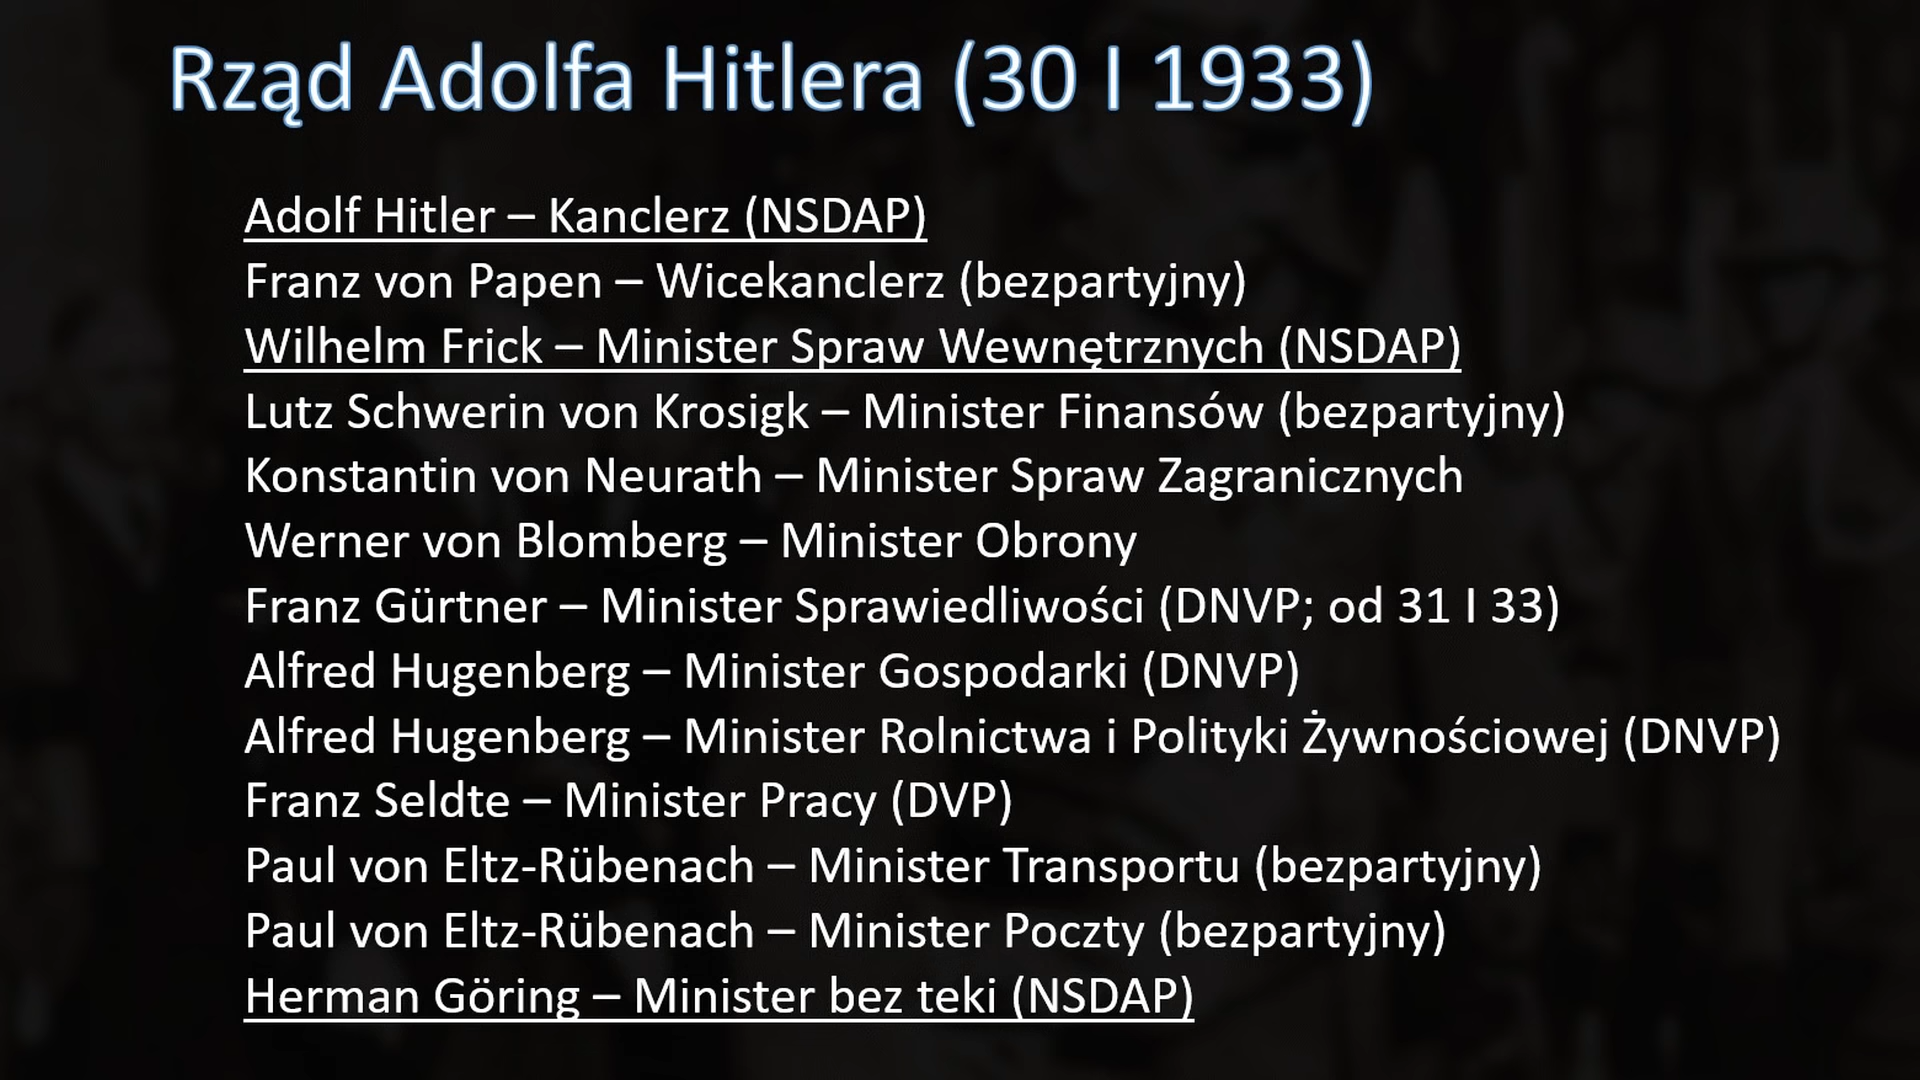 Rząd Adolfa Hitlera (30 I 1933)
Adolf Hitler – Kanclerz (NSDAP)
Franz von Papen – Wicekanclerz (bezpartyjny)
Wilhelm Frick – Minister Spraw Wewnętrznych (NSDAP)
Lutz Schwerin von Krosigk – Minister Finansów (bezpartyjny)
Konstantin von Neurath – Minister Spraw Zagranicznych
Werner von Blomberg – Minister Obrony
Franz Gürtner – Minister Sprawiedliwości (DNVP; od 31 I 33)
Alfred Hugenberg – Minister Gospodarki (DNVP)
Alfred Hugenberg – Minister Rolnictwa i Polityki Żywnościowej (DNVP)
Franz Seldte – Minister Pracy (DVP)
Paul von Eltz-Rübenach – Minister Transportu (bezpartyjny)
Paul von Eltz-Rübenach – Minister Poczty (bezpartyjny)
Herman Göring – Minister bez teki (NSDAP)